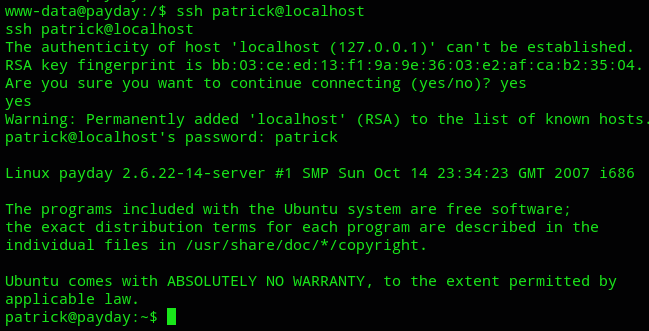 www-data@payday:/$ ssh patrick@localhost
ssh patrick@localhost
The authenticity of host 'localhost (127.0.0.1)' can't be established.
RSA key fingerprint is bb:03:ce:ed:13:f1:9a:9e:36:03:e2:af:ca:b2:35:04.
Are you sure you want to continue connecting (yes/no)? yes
yes
Warning: Permanently added 'localhost' (RSA) to the list of known hosts.
patrick@localhost's password: patrick
Linux payday 2.6.22-14-server #1 SMP Sun Oct 14 23:34:23 GMT 2007 i686
The programs included with the Ubuntu system are free software;
the exact distribution terms for each program are described in the
individual files in /usr/share/doc/*/copyright.
Ubuntu comes with ABSOLUTELY NO WARRANTY, to the extent permitted by
applicable law.
patrick@payday:~$